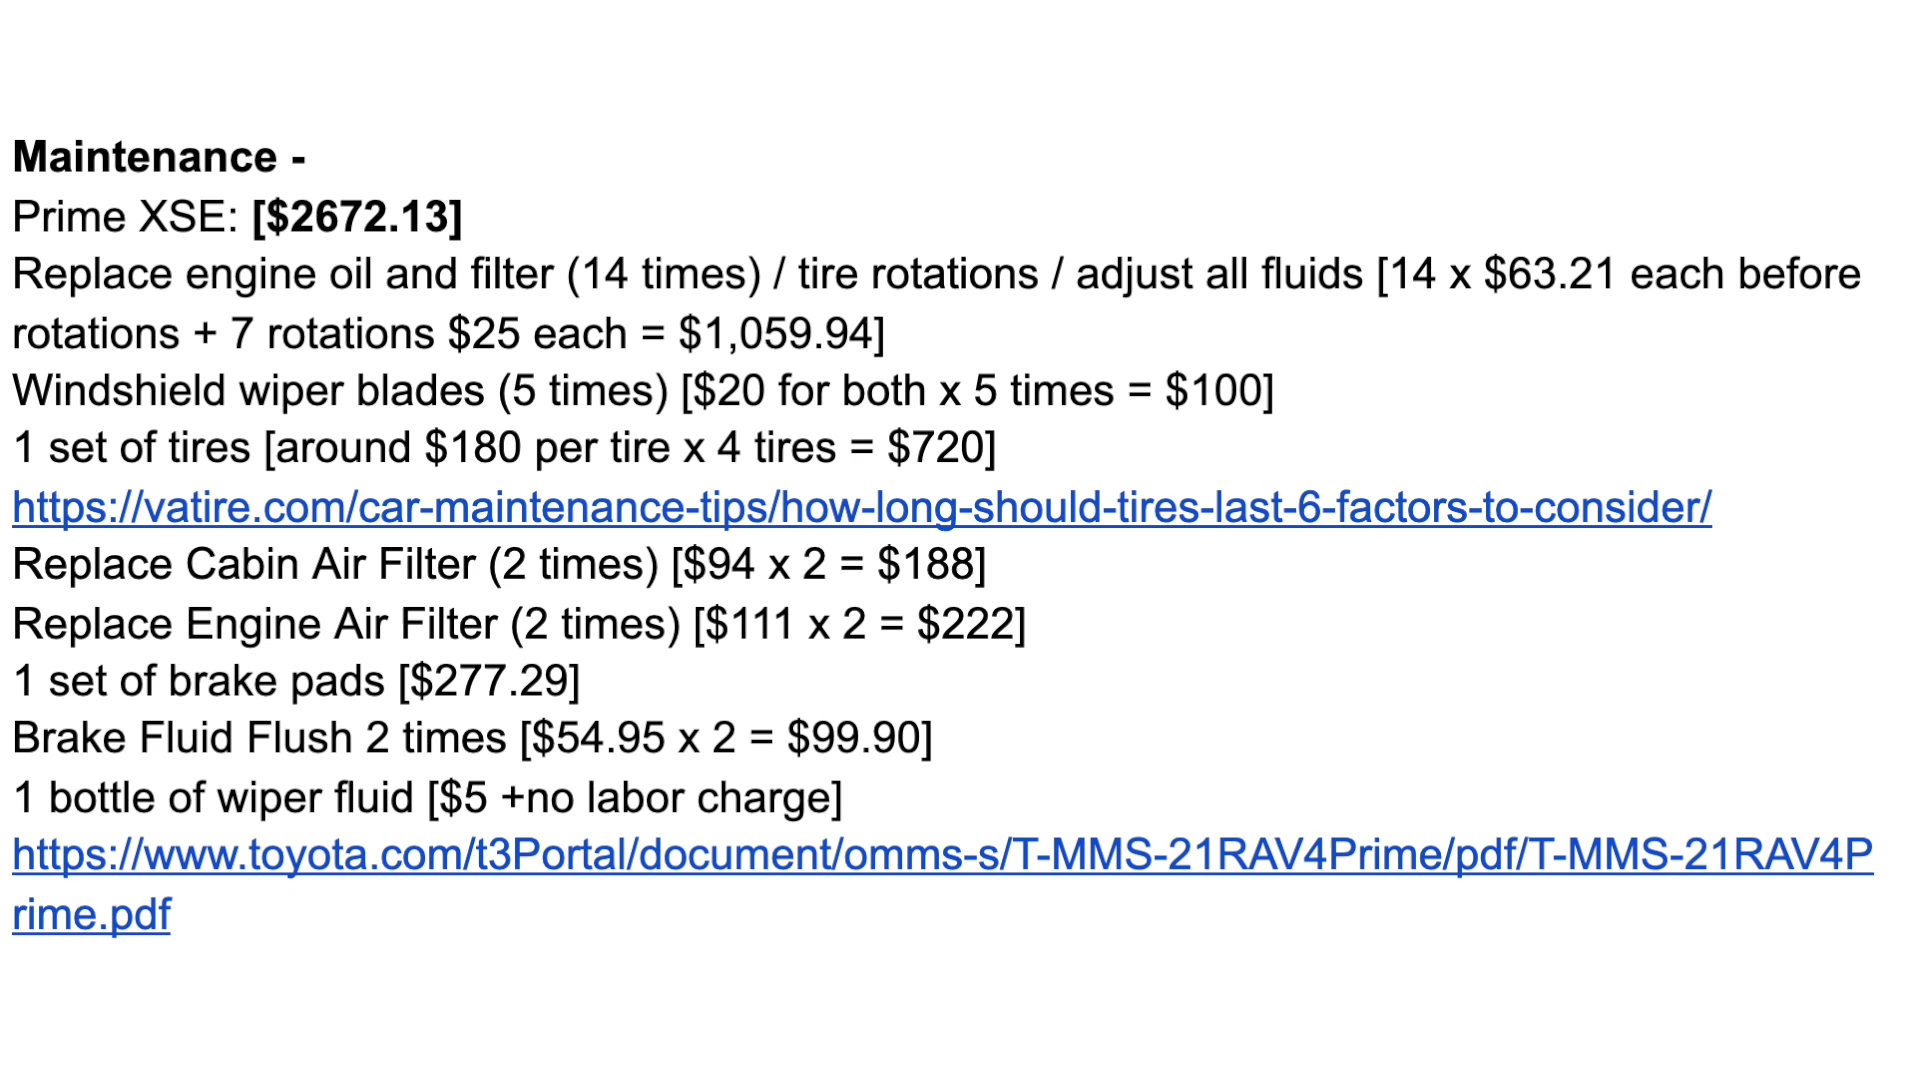 Maintenance -
Prime XSE: [$2672.13]
Replace engine oil and filter (14 times) / tire rotations / adjust all fluids [14 x $63.21 each before
rotations + 7 rotations $25 each = $1,059.94]
Windshield wiper blades (5 times) [$20 for both x 5 times = $100]
1 set of tires [around $180 per tire x 4 tires = $720]
https://vatire.com/car-maintenance-tips/how-long-should-tires-last-6-factors-to-consider/
Replace Cabin Air Filter (2 times) [$94 x 2 = $188]
Replace Engine Air Filter (2 times) [$111 x 2 = $222]
1 set of brake pads [$277.29]
Brake Fluid Flush 2 times [$54.95 x 2 = $99.90]
1 bottle of wiper fluid [$5 +no labor charge]
https://www.toyota.com/t3Portal/document/omms-s/T-MMS-21RAV4Prime/pdf/T-MMS-21RAV4P
rime.pdf